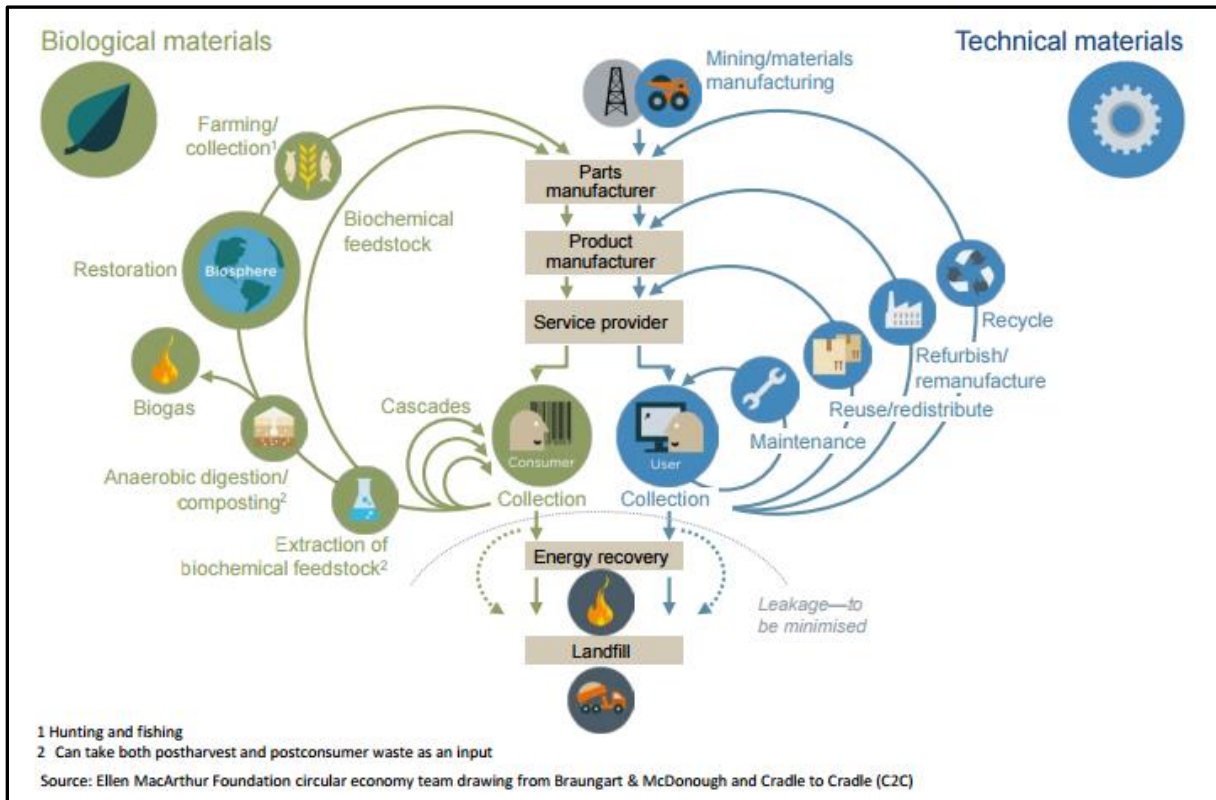 Biological materials
Technical materials
Mining/materials
manufacturing
Farming/
collection¹
Parts
manufacturer
Biochemical
feedstock
Product
manufacturer
Restoration
Biosphere
Service provider
Recycle
Refurbish/
remanufacture
Biogas
Cascades
Reuse/redistribute
Maintenance
Consumer
User
Anaerobic digestion/
composting²
Collection
Collection
Extraction of
biochemical feedstock²
Energy recovery
Leakage—to
be minimised
Landfill
1 Hunting and fishing
2 Can take both postharvest and postconsumer waste as an input
Source: Ellen MacArthur Foundation circular economy team drawing from Braungart & McDonough and Cradle to Cradle (C2C)